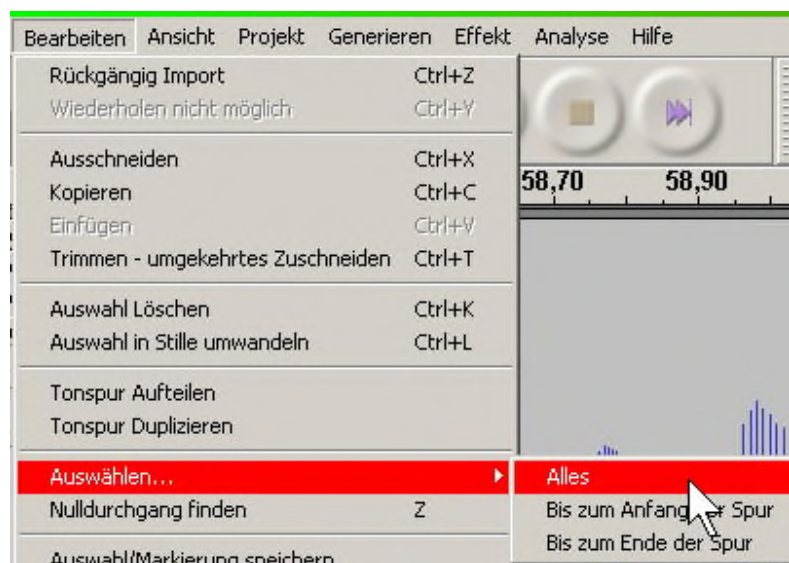 Bearbeiten Ansicht Projekt Generieren Effekt Analyse Hilfe
Rückgängig Import Ctrl+Z
Wiederholen nicht möglich Ctrl+Y
Ausschneiden Ctrl+X
Kopieren Ctrl+C
Einfügen Ctrl+V
Trimmen - umgekehrtes Zuschneiden Ctrl+T
Auswahl Löschen Ctrl+K
Auswahl in Stille umwandeln Ctrl+L
Tonspur Aufteilen
Tonspur Duplizieren
Auswählen...
Nulldurchgang finden Z
Auswahl/Markierung speichern
58,70 58,90
Alles
Bis zum Anfang der Spur
Bis zum Ende der Spur